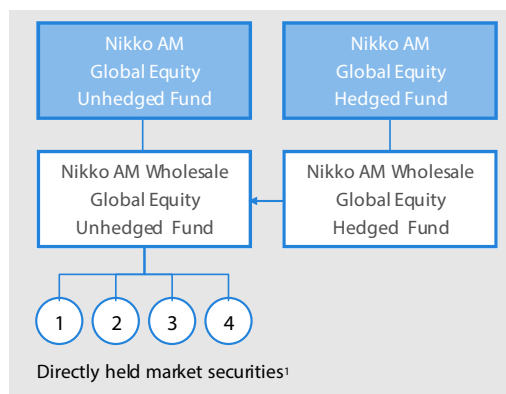 Nikko AM
Global Equity
Unhedged Fund
Nikko AM
Global Equity
Hedged Fund
Nikko AM Wholesale
Global Equity
Unhedged Fund
Nikko AM Wholesale
Global Equity
Hedged Fund
1 2 3 4
Directly held market securities¹